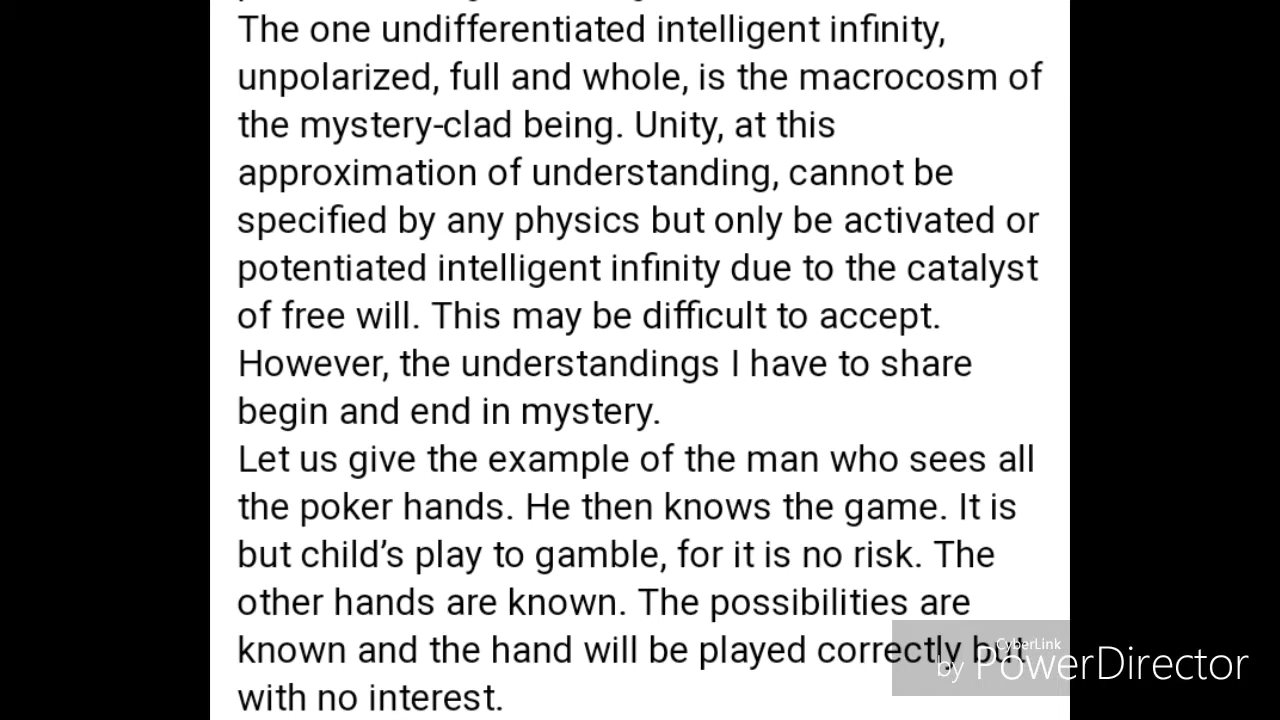 The one undifferentiated intelligent infinity,
unpolarized, full and whole, is the macrocosm of
the mystery-clad being. Unity, at this
approximation of understanding, cannot be
specified by any physics but only be activated or
potentiated intelligent infinity due to the catalyst
of free will. This may be difficult to accept.
However, the understandings I have to share
begin and end in mystery.
Let us give the example of the man who sees all
the poker hands. He then knows the game. It is
but child’s play to gamble, for it is no risk. The
other hands are known. The possibilities are
known and the hand will be played correctly but
with no interest.
CyberLink
by PowerDirector